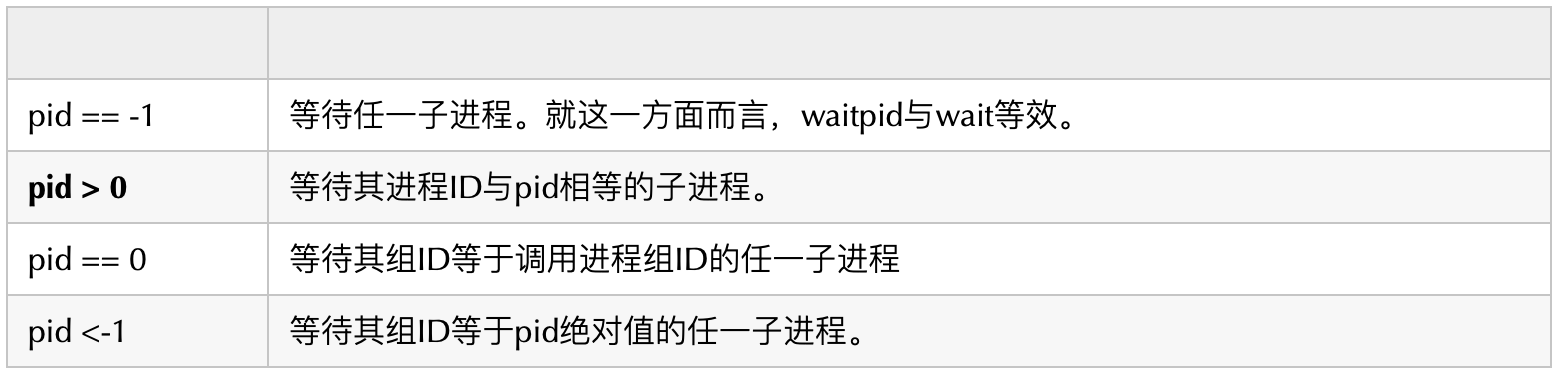 pid == -1 等待任一子进程。就这一方面而言，waitpid与wait等效。
pid > 0 等待其进程ID与pid相等的子进程。
pid == 0 等待其组ID等于调用进程组ID的任一子进程
pid <-1 等待其组ID等于pid绝对值的任一子进程。